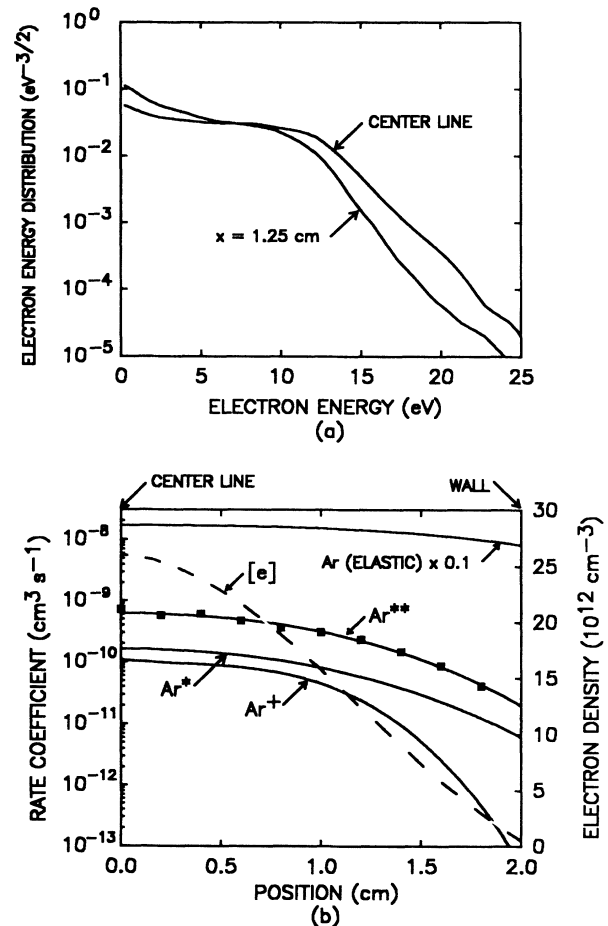 10^0
10^-1
10^-2
10^-3
10^-4
10^-5
ELECTRON ENERGY DISTRIBUTION (eV^-3/2)
CENTER LINE
x = 1.25 cm
0 5 10 15 20 25
ELECTRON ENERGY (eV)
(a)
CENTER LINE
WALL
10^-8
10^-9
10^-10
10^-11
10^-12
10^-13
RATE COEFFICIENT (cm^3 s^-1)
Ar (ELASTIC) x 0.1
[e]
Ar**
Ar*
Ar+
30
25
20
15
10
5
0
ELECTRON DENSITY (10^12 cm^-3)
0.0 0.5 1.0 1.5 2.0
POSITION (cm)
(b)